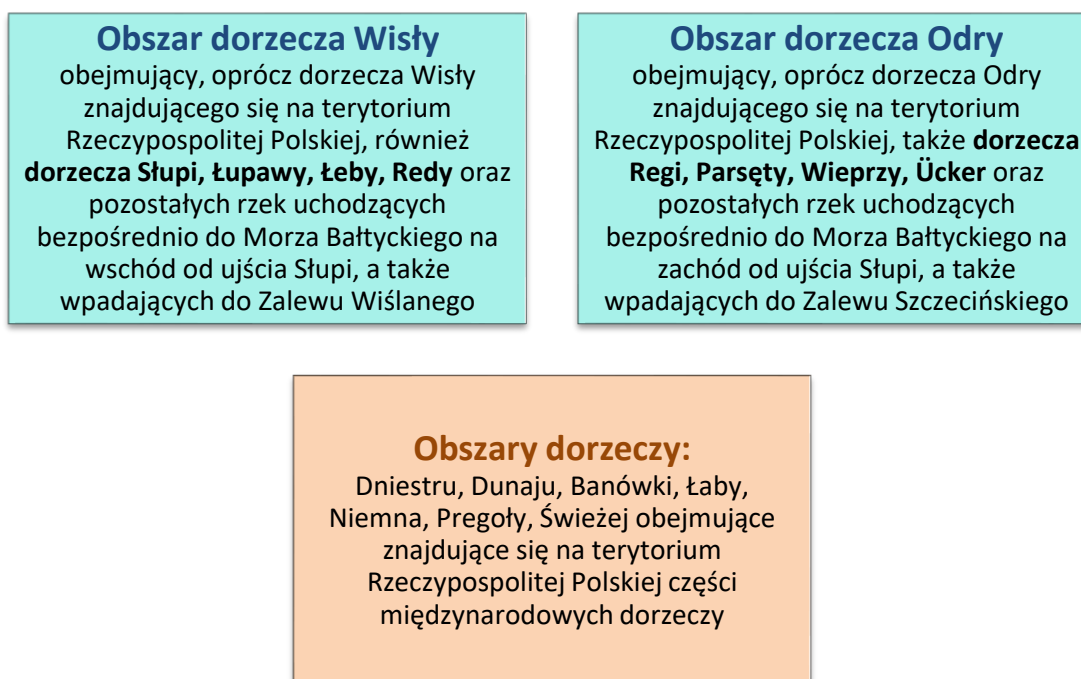 Obszar dorzecza Wisły
obejmujący, oprócz dorzecza Wisły
znajdującego się na terytorium
Rzeczypospolitej Polskiej, również
dorzecza Słupi, Łupawy, Łeby, Redy oraz
pozostałych rzek uchodzących
bezpośrednio do Morza Bałtyckiego na
wschód od ujścia Słupi, a także
wpadających do Zalewu Wiślanego
Obszar dorzecza Odry
obejmujący, oprócz dorzecza Odry
znajdującego się na terytorium
Rzeczypospolitej Polskiej, także dorzecza
Regi, Parsęty, Wieprzy, Ücker oraz
pozostałych rzek uchodzących
bezpośrednio do Morza Bałtyckiego na
zachód od ujścia Słupi, a także
wpadających do Zalewu Szczecińskiego
Obszary dorzeczy:
Dniestru, Dunaju, Banówki, Łaby,
Niemna, Pregoły, Świeżej obejmujące
znajdujące się na terytorium
Rzeczypospolitej Polskiej części
międzynarodowych dorzeczy